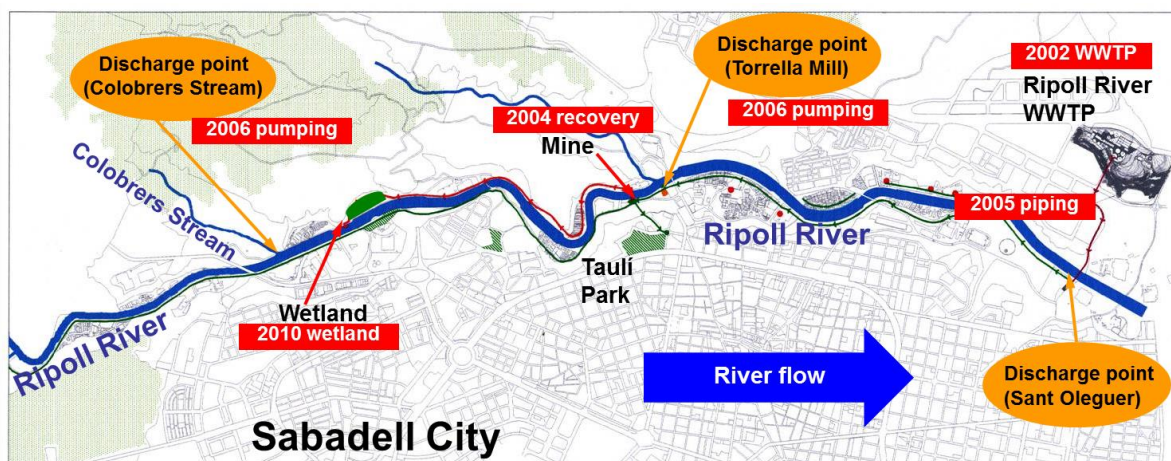 Discharge point
(Colobrers Stream)
2006 pumping
Colobrers Stream
Ripoll River
Wetland
2010 wetland
Sabadell City
2004 recovery
Mine
Taulí
Park
Discharge point
(Torrella Mill)
2006 pumping
Ripoll River
River flow
2002 WWTP
Ripoll River
WWTP
2005 piping
Discharge point
(Sant Oleguer)